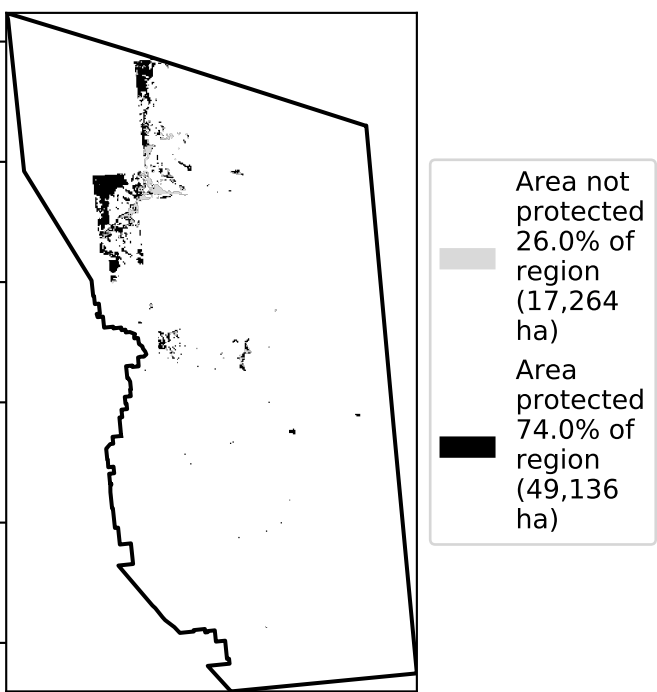 Area not
protected
26.0% of
region
(17,264
ha)
Area
protected
74.0% of
region
(49,136
ha)